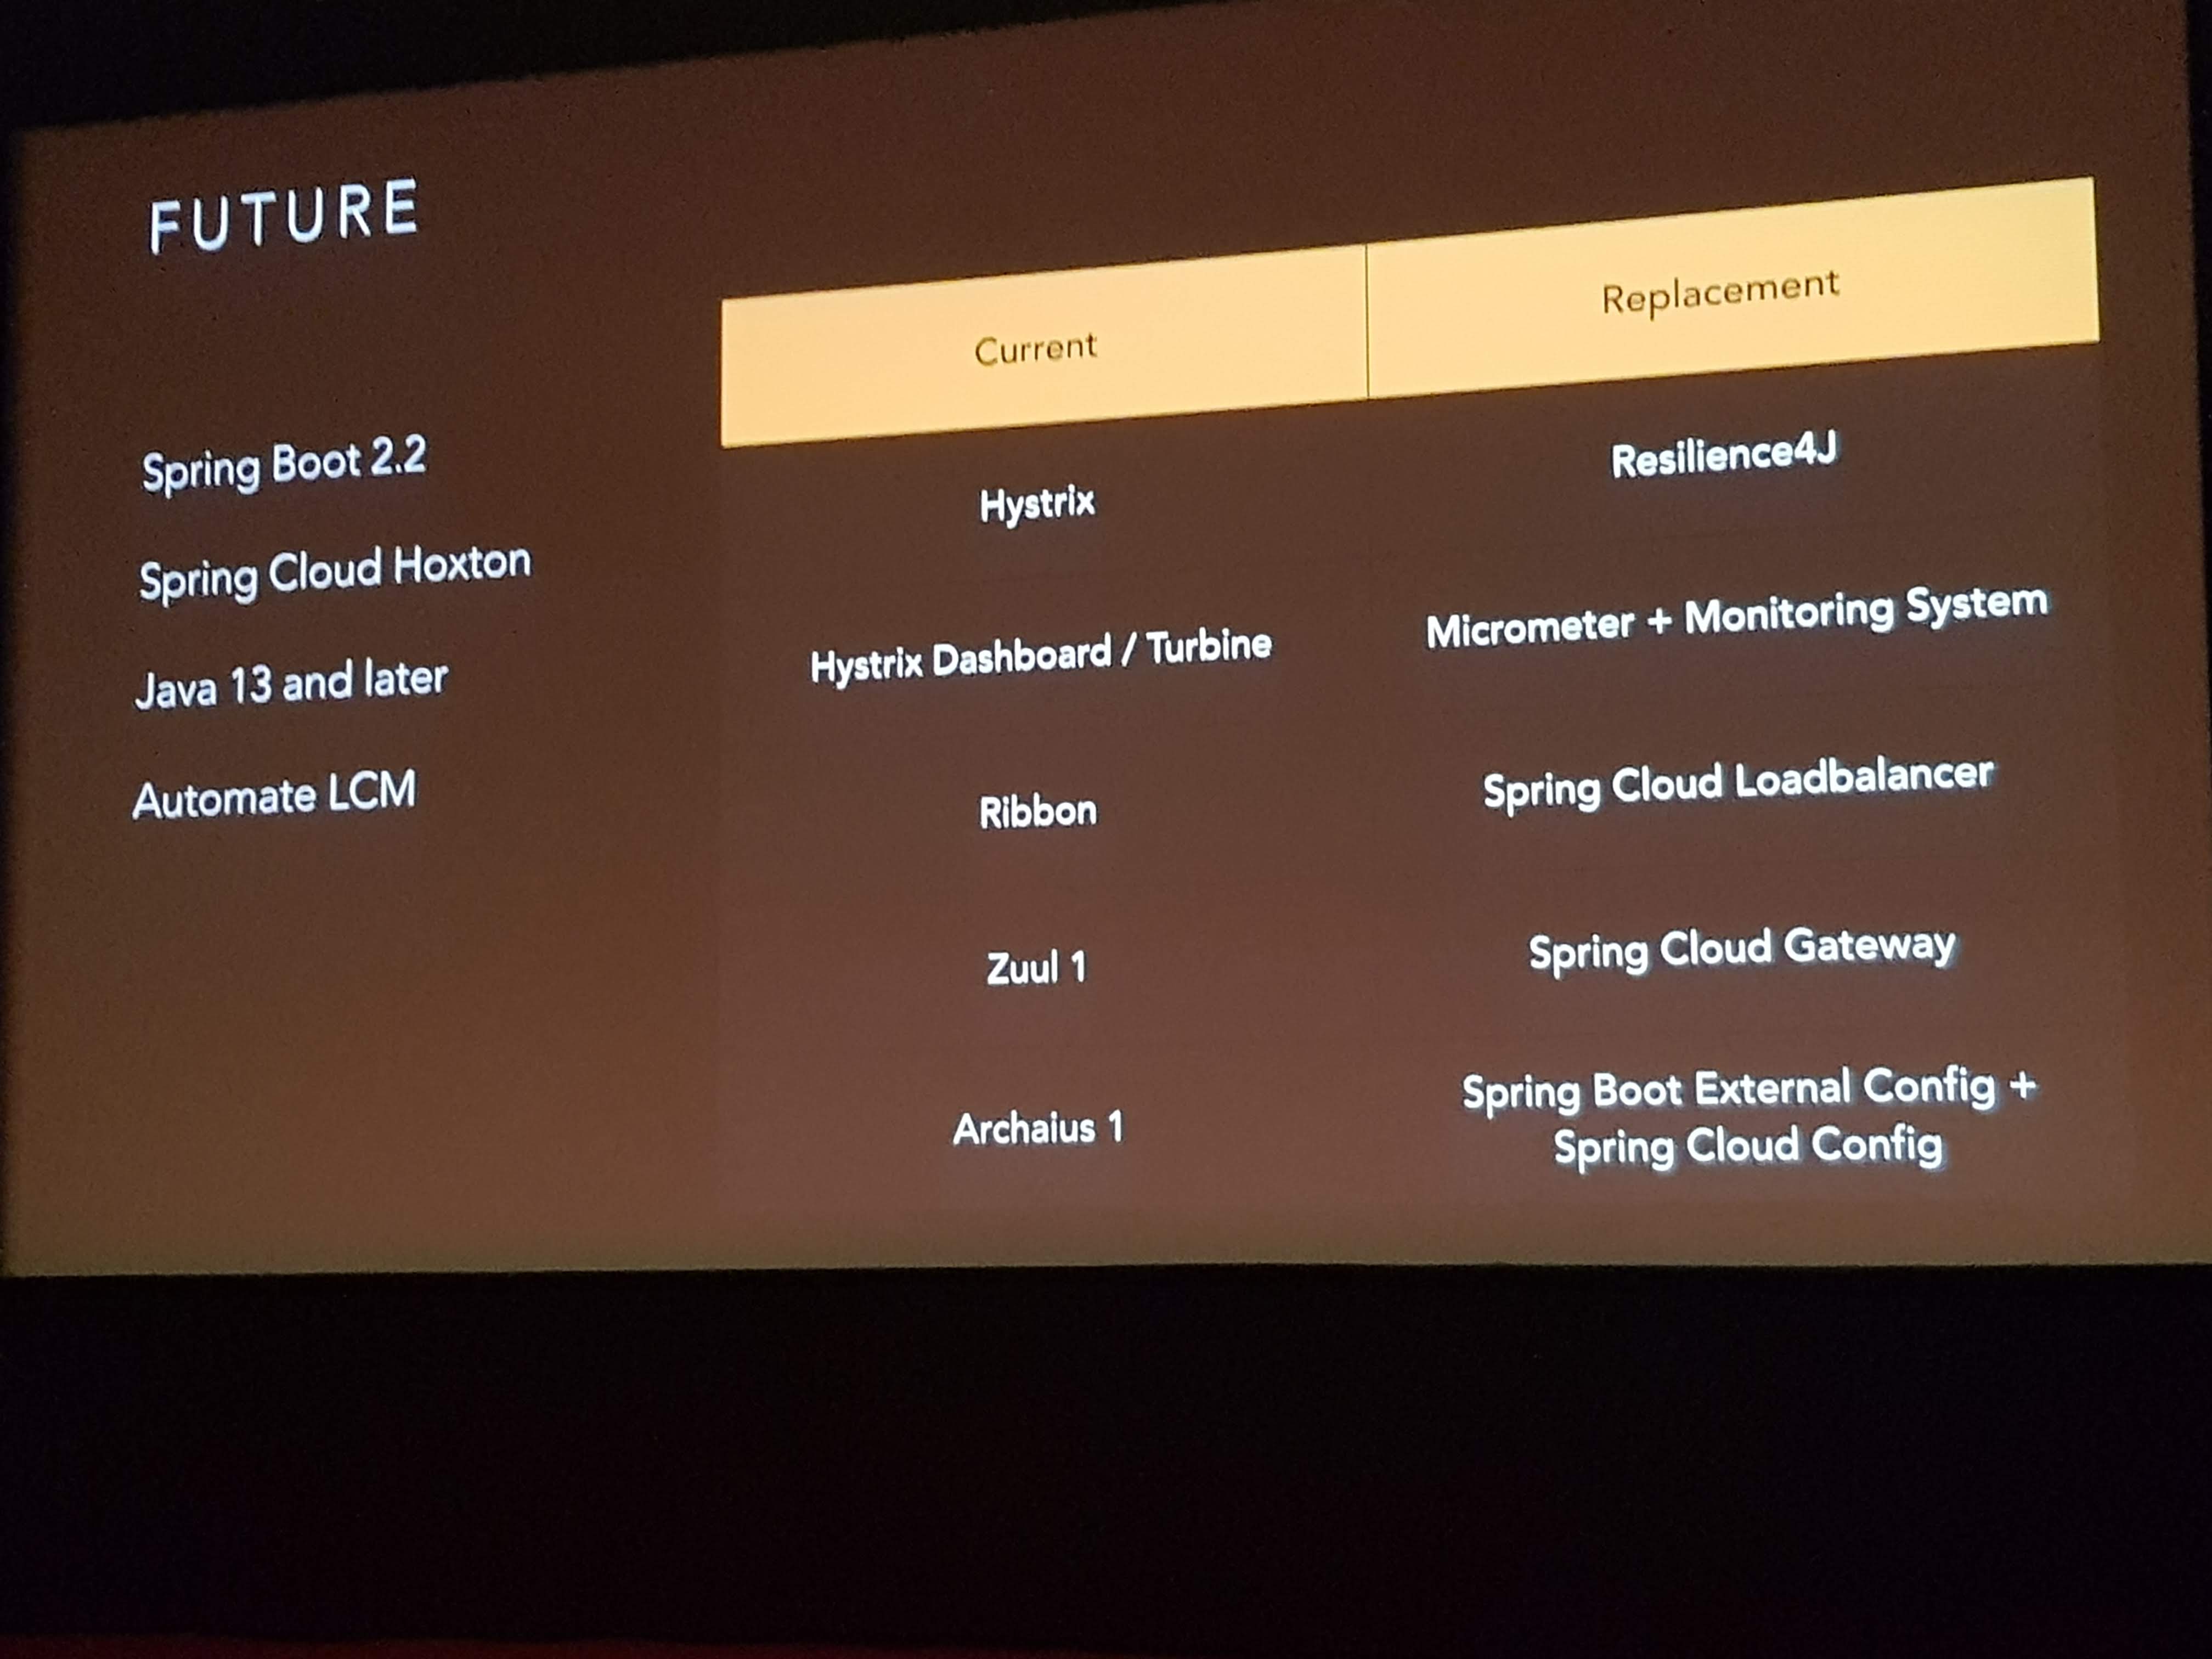 FUTURE
Spring Boot 2.2
Spring Cloud Hoxton
Java 13 and later
Automate LCM
Current
Replacement
Hystrix
Resilience4J
Hystrix Dashboard / Turbine
Micrometer + Monitoring System
Ribbon
Spring Cloud Loadbalancer
Zuul 1
Spring Cloud Gateway
Archaius 1
Spring Boot External Config +
Spring Cloud Config